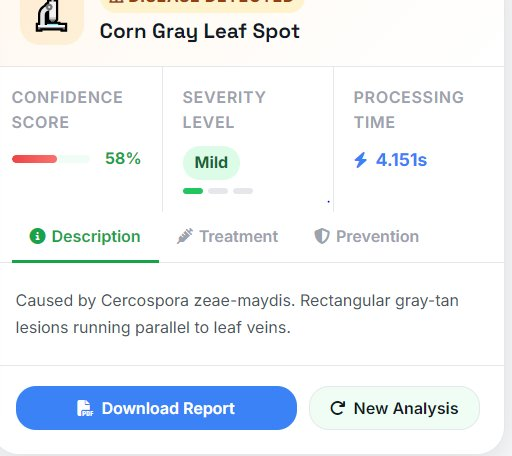 DISEASE DETECTED
Corn Gray Leaf Spot
CONFIDENCE
SCORE
58%
SEVERITY
LEVEL
Mild
PROCESSING
TIME
4.151s
Description
Treatment
Prevention
Caused by Cercospora zeae-maydis. Rectangular gray-tan
lesions running parallel to leaf veins.
PDF
Download Report
New Analysis